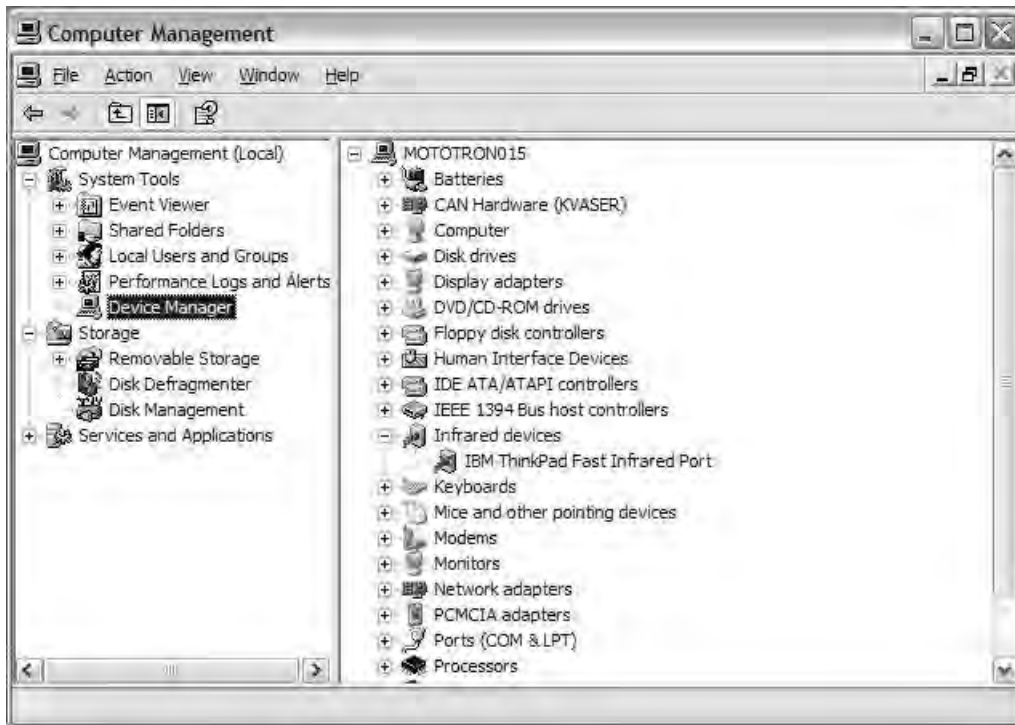 Computer Management
File Action View Window Help
Computer Management (Local)
System Tools
Event Viewer
Shared Folders
Local Users and Groups
Performance Logs and Alerts
Device Manager
Storage
Removable Storage
Disk Defragmenter
Disk Management
Services and Applications
MOTOTRON015
Batteries
CAN Hardware (KVASER)
Computer
Disk drives
Display adapters
DVD/CD-ROM drives
Floppy disk controllers
Human Interface Devices
IDE ATA/ATAPI controllers
IEEE 1394 Bus host controllers
Infrared devices
IBM ThinkPad Fast Infrared Port
Keyboards
Mice and other pointing devices
Modems
Monitors
Network adapters
PCMCIA adapters
Ports (COM & LPT)
Processors